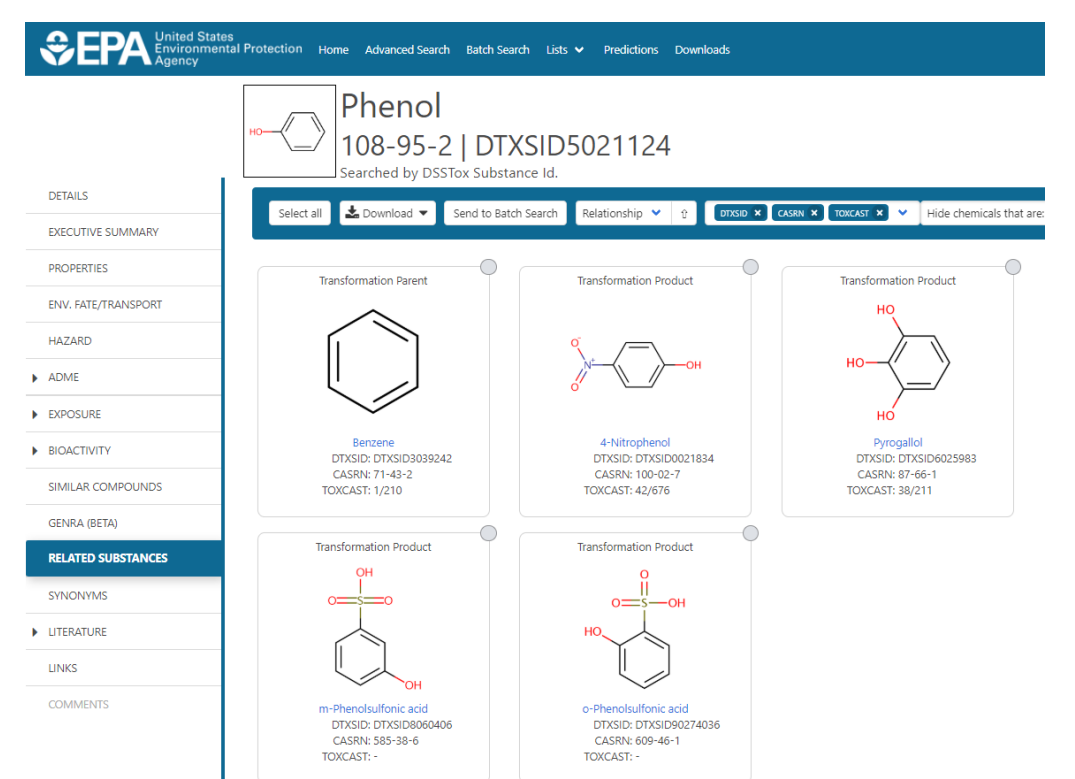 EPA United States
Environmental Protection
Agency
Home Advanced Search Batch Search Lists Predictions Downloads
HO
Phenol
108-95-2 | DTXSID5021124
Searched by DSSTox Substance Id.
DETAILS
EXECUTIVE SUMMARY
PROPERTIES
ENV. FATE/TRANSPORT
HAZARD
ADME
EXPOSURE
BIOACTIVITY
SIMILAR COMPOUNDS
GENRA (BETA)
RELATED SUBSTANCES
SYNONYMS
LITERATURE
LINKS
COMMENTS
Select all Download Send to Batch Search Relationship DTXSID × CASRN × TOXCAST × Hide chemicals that are:
Transformation Parent
Benzene
DTXSID: DTXSID3039242
CASRN: 71-43-2
TOXCAST: 1/210
Transformation Product
O-
N+
OH
O
4-Nitrophenol
DTXSID: DTXSID0021834
CASRN: 100-02-7
TOXCAST: 42/676
Transformation Product
HO
HO
HO
Pyrogallol
DTXSID: DTXSID6025983
CASRN: 87-66-1
TOXCAST: 38/211
Transformation Product
OH
O S O
OH
m-Phenolsulfonic acid
DTXSID: DTXSID8060406
CASRN: 585-38-6
TOXCAST: -
Transformation Product
O
O S OH
HO
o-Phenolsulfonic acid
DTXSID: DTXSID90274036
CASRN: 609-46-1
TOXCAST: -